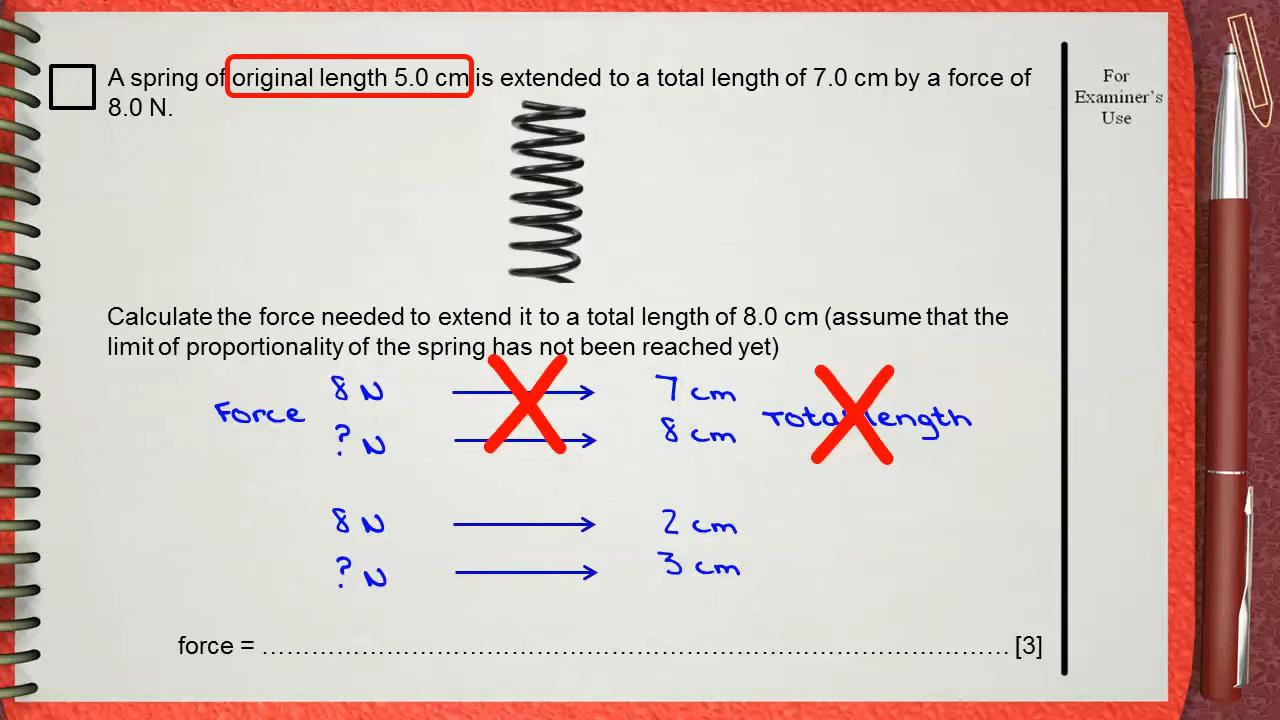 A spring of original length 5.0 cm is extended to a total length of 7.0 cm by a force of
8.0 N.
For
Examiner's
Use
Calculate the force needed to extend it to a total length of 8.0 cm (assume that the
limit of proportionality of the spring has not been reached yet)
8 N 7 cm
Force Total length
? N 8 cm
8 N 2 cm
? N 3 cm
force = ………………………………………………………………………………… [3]